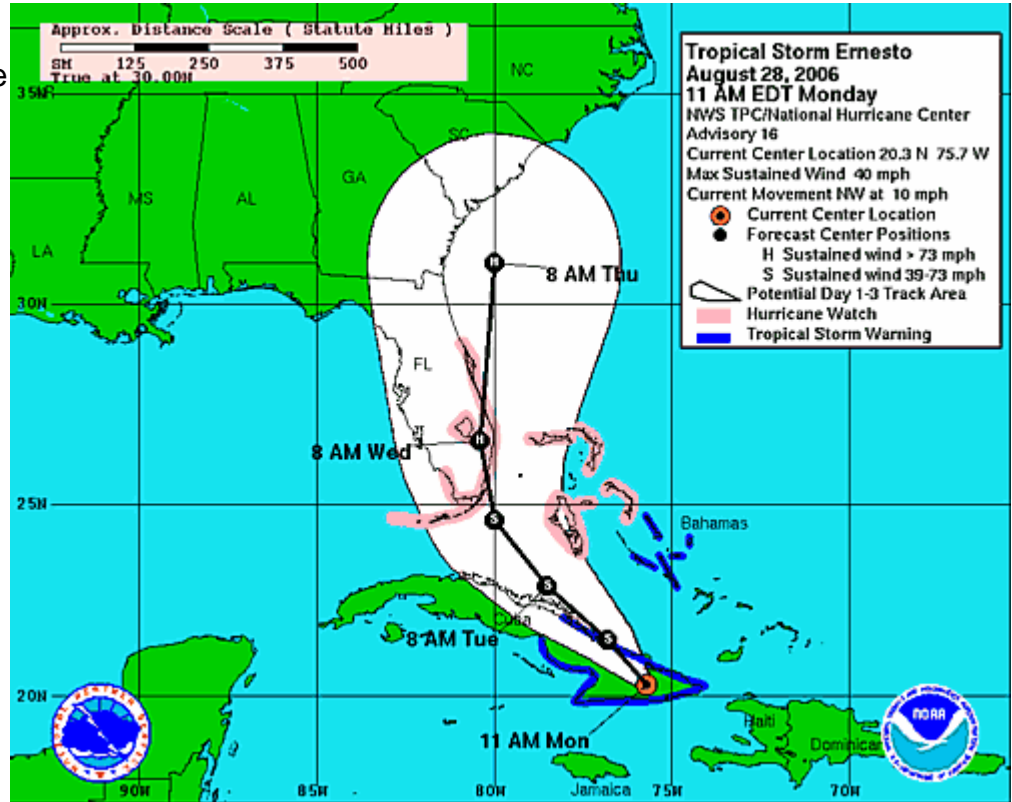 Approx. Distance Scale ( Statute Miles )
SM 125 250 375 500
True at 30.00N
e
Tropical Storm Ernesto
August 28, 2006
11 AM EDT Monday
NWS TPC/National Hurricane Center
Advisory 16
Current Center Location 20.3 N 75.7 W
Max Sustained Wind 40 mph
Current Movement NW at 10 mph
Current Center Location
Forecast Center Positions
H Sustained wind > 73 mph
S Sustained wind 39-73 mph
Potential Day 1-3 Track Area
Hurricane Watch
Tropical Storm Warning
35N
NC
SC
MS
AL
GA
LA
H
8 AM Thu
30N
FL
H
8 AM Wed
25N
S
Bahamas
S
Cuba
8 AM Tue
S
20N
11 AM Mon
Haiti
Dominican
Jamaica
NOAA
90W
85W
80W
75W
70W